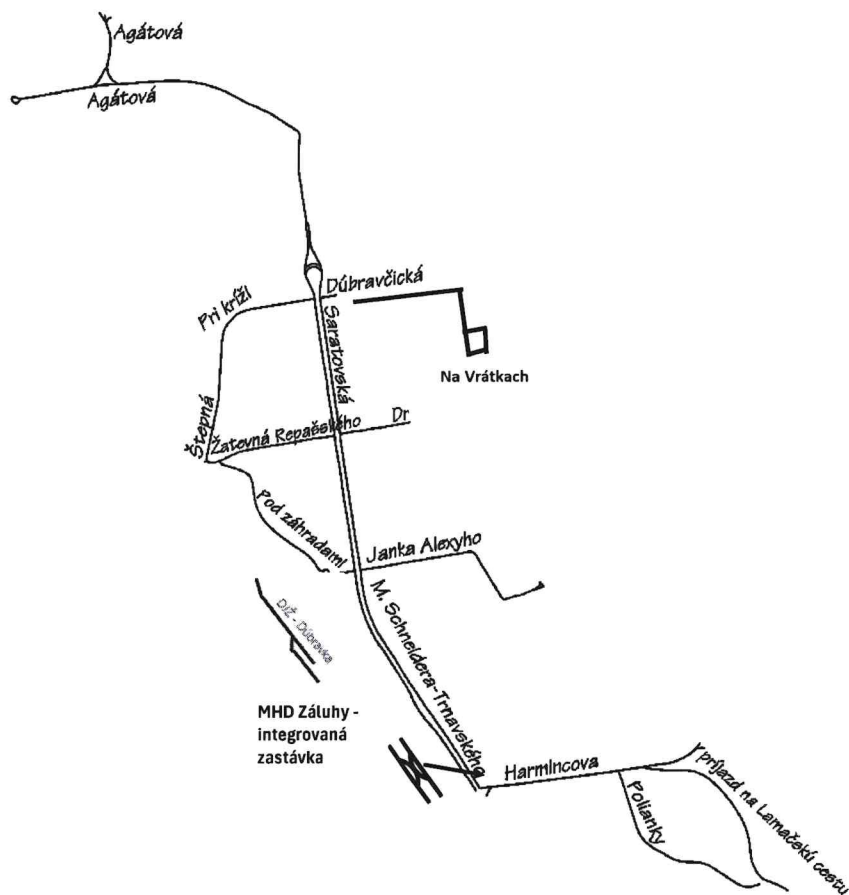 Agátová
Agátová
Dúbravčická
Pri kríži
Saratovská
Na Vrátkach
Štepná
Žatevná Repašského
Dr
Pod záhradami
Janka Alexyho
DJŽ - Dúbravka
M. Schneidera-Trnavského
MHD Záluhy -
integrovaná
zastávka
Harmincova
Polianky
príjazd na Lamačskú cestu